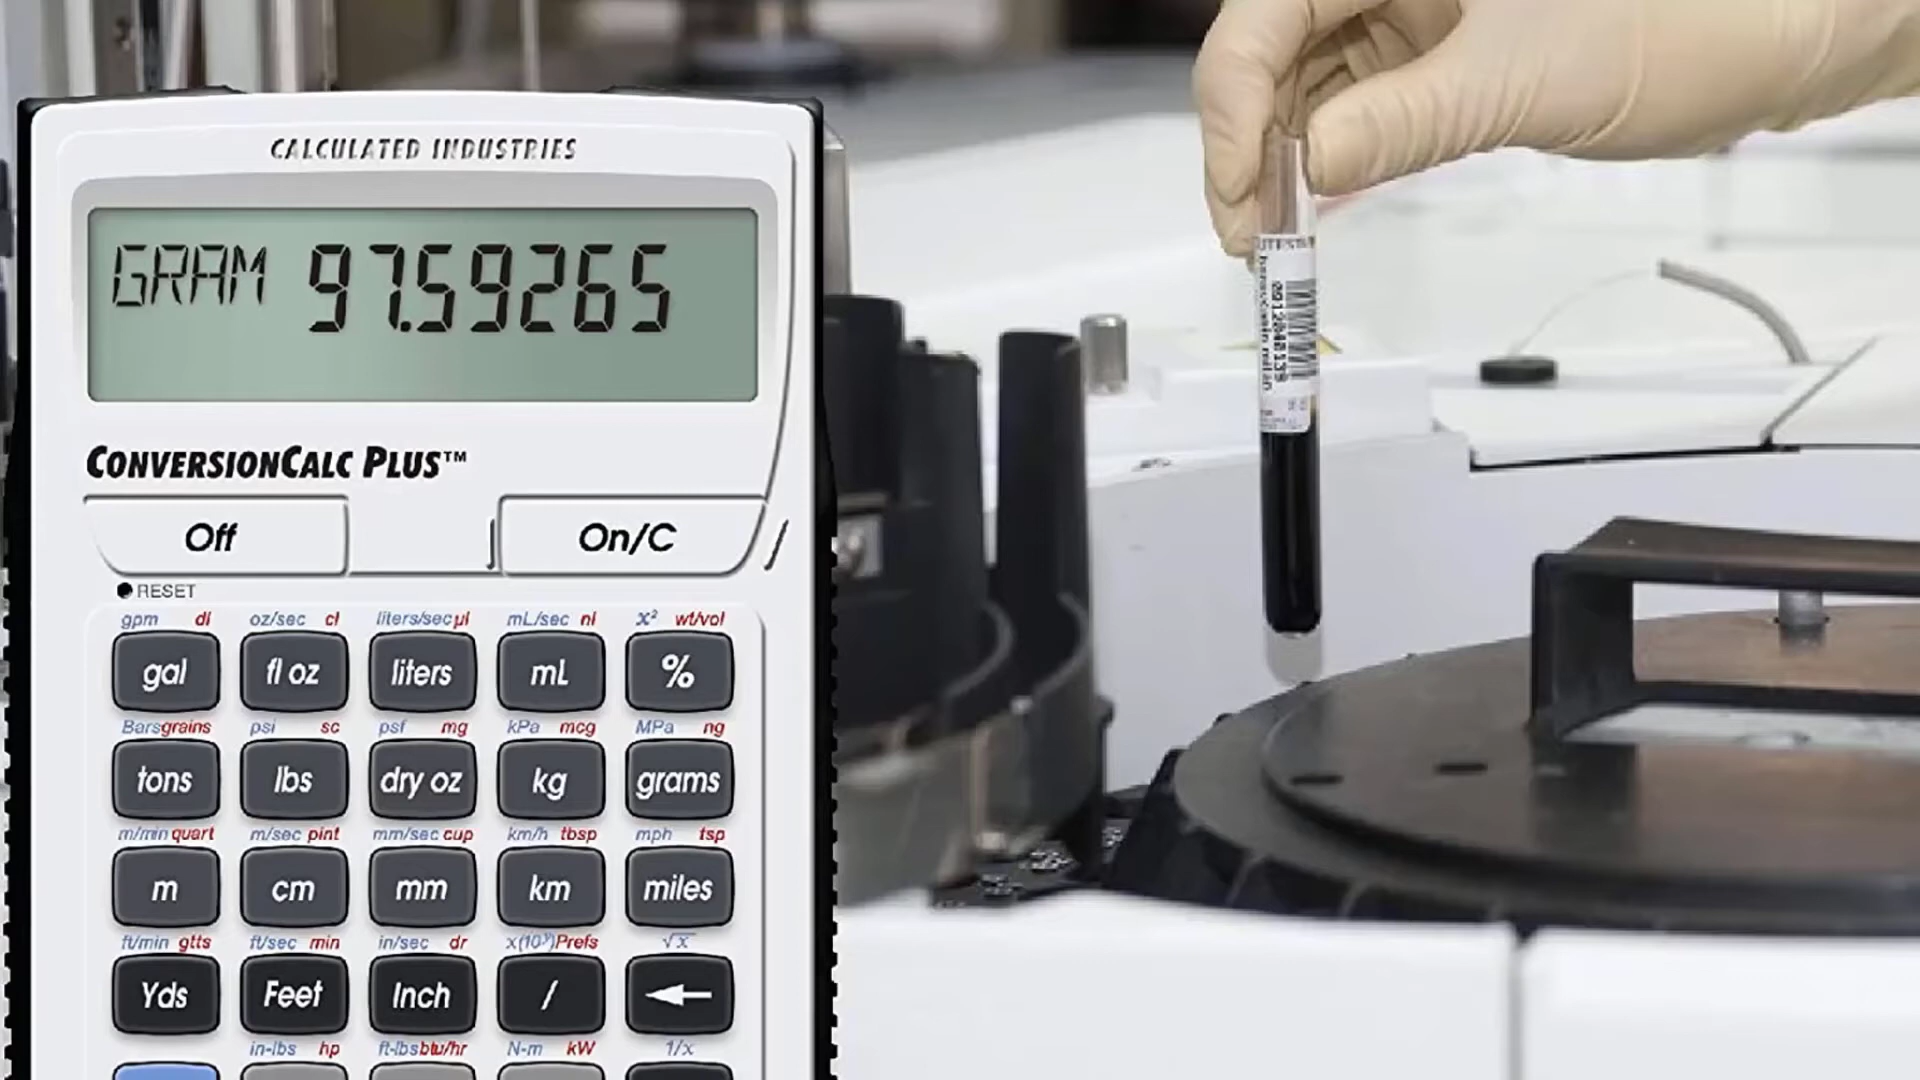 CALCULATED INDUSTRIES
GRAM 97.59265
CONVERSIONCALC PLUS™
Off On/C
RESET
gpm dl oz/sec cl liters/sec µl mL/sec nl x² wt/vol
gal fl oz liters mL %
Bars grains psi sc psf mg kPa mcg MPa ng
tons lbs dry oz kg grams
m/min quart m/sec pint mm/sec cup km/h tbsp mph tsp
m cm mm km miles
ft/min gtts ft/sec min in/sec dr x(10ʸ) Prefs √x
Yds Feet Inch /
in-lbs hp ft-lbs btu/hr N-m kW 1/x